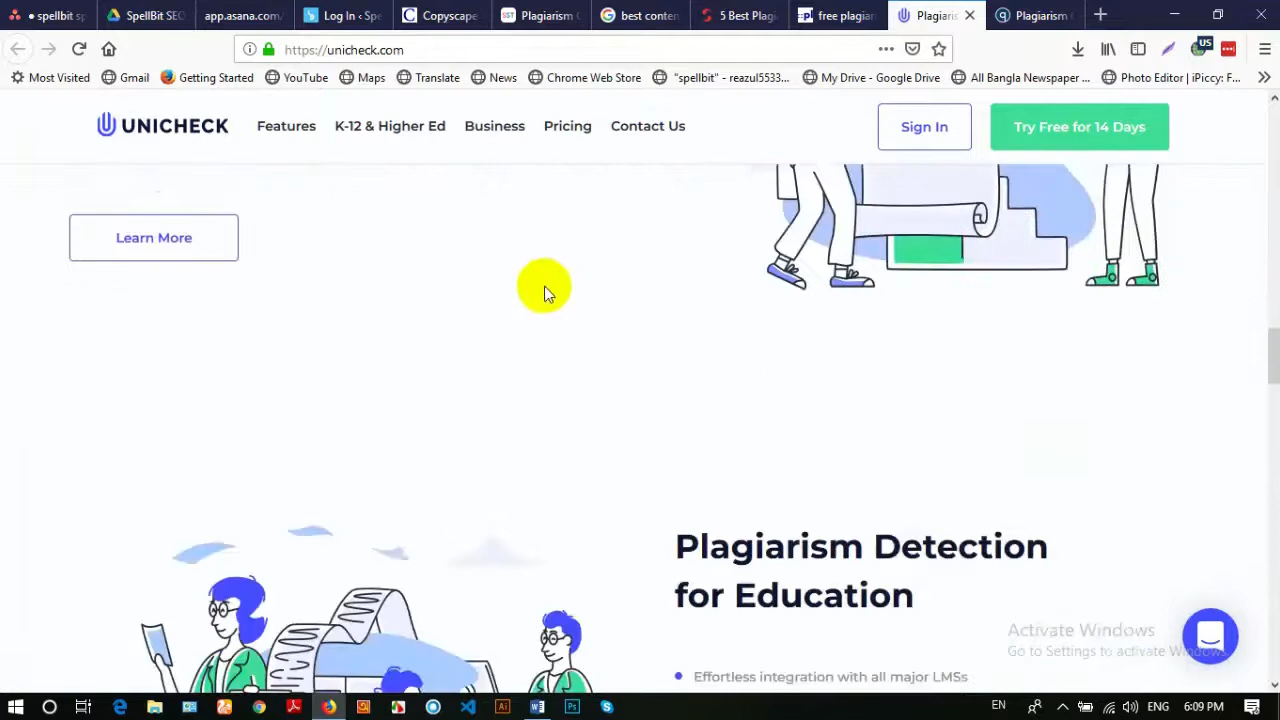 spellbit sp
SpellBit SEO
app.asana.com/
Log In ‹ Spe
Copyscape
Plagiarism C
best conten
5 Best Plagi
free plagiari
Plagiaris
Plagiarism C
https://unicheck.com
US
Most Visited
Gmail
Getting Started
YouTube
Maps
Translate
News
Chrome Web Store
"spellbit" - reazul5533...
My Drive - Google Drive
All Bangla Newspaper ...
Photo Editor | iPiccy: F...
UNICHECK
Features
K-12 & Higher Ed
Business
Pricing
Contact Us
Sign In
Try Free for 14 Days
Learn More
Plagiarism Detection
for Education
Effortless integration with all major LMSs
Activate Windows
Go to Settings to activate Windows.
EN
ENG
6:09 PM